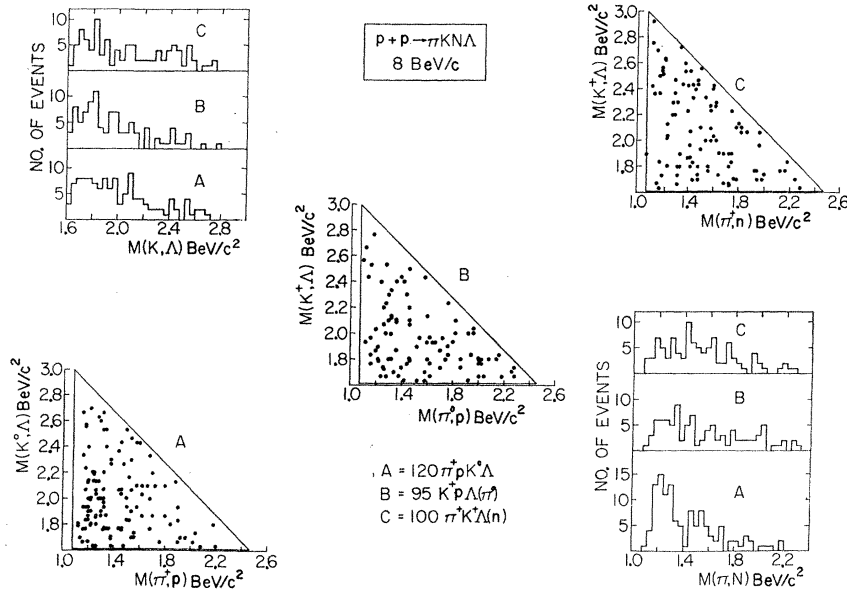 NO. OF EVENTS
C
10
5
B
10
5
A
10
5
1.6 2.0 2.4 2.8
M(K,Λ) BeV/c²
p + p → πKNΛ
8 BeV/c
M(K⁺,Λ) BeV/c²
3.0
2.6
2.4
2.2
2.0
1.8
C
1.0 1.4 1.8 2.2 2.6
M(π⁺,n) BeV/c²
M(K⁺,Λ) BeV/c²
3.0
2.8
2.6
2.4
2.2
2.0
1.8
B
1.0 1.4 1.8 2.2 2.6
M(π⁰,p) BeV/c²
M(K⁰,Λ) BeV/c²
3.0
2.8
2.6
2.4
2.2
2.0
1.8
A
1.0 1.4 1.8 2.2 2.6
M(π⁺,p) BeV/c²
A = 120 π⁺pK⁰Λ
B = 95 K⁺pΛ(π⁰)
C = 100 π⁺K⁺Λ(n)
NO. OF EVENTS
10
5
C
10
5
B
15
10
5
A
1.0 1.4 1.8 2.2
M(π,N) BeV/c²